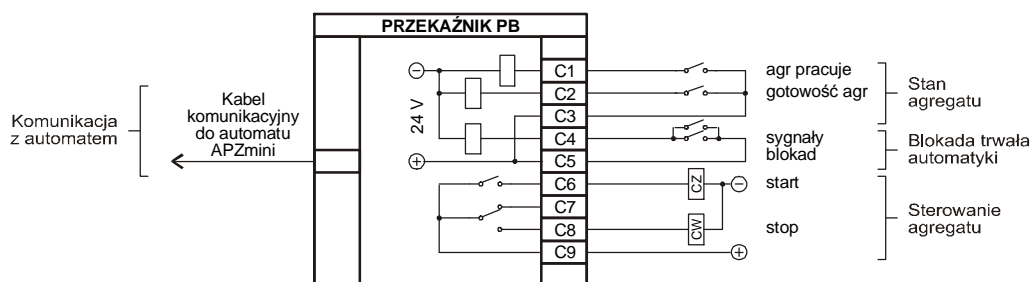 PRZEKAŹNIK PB
Komunikacja
z automatem
Kabel
komunikacyjny
do automatu
APZmini
24 V
C1
C2
C3
C4
C5
C6
C7
C8
C9
CZ
CW
agr pracuje
gotowość agr
sygnały
blokad
start
stop
Stan
agregatu
Blokada trwała
automatyki
Sterowanie
agregatu